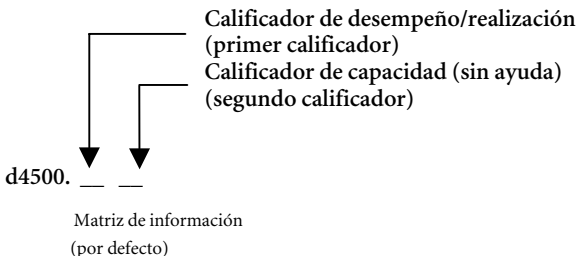 Calificador de desempeño/realización
(primer calificador)
Calificador de capacidad (sin ayuda)
(segundo calificador)
d4500. __ __
Matriz de información
(por defecto)